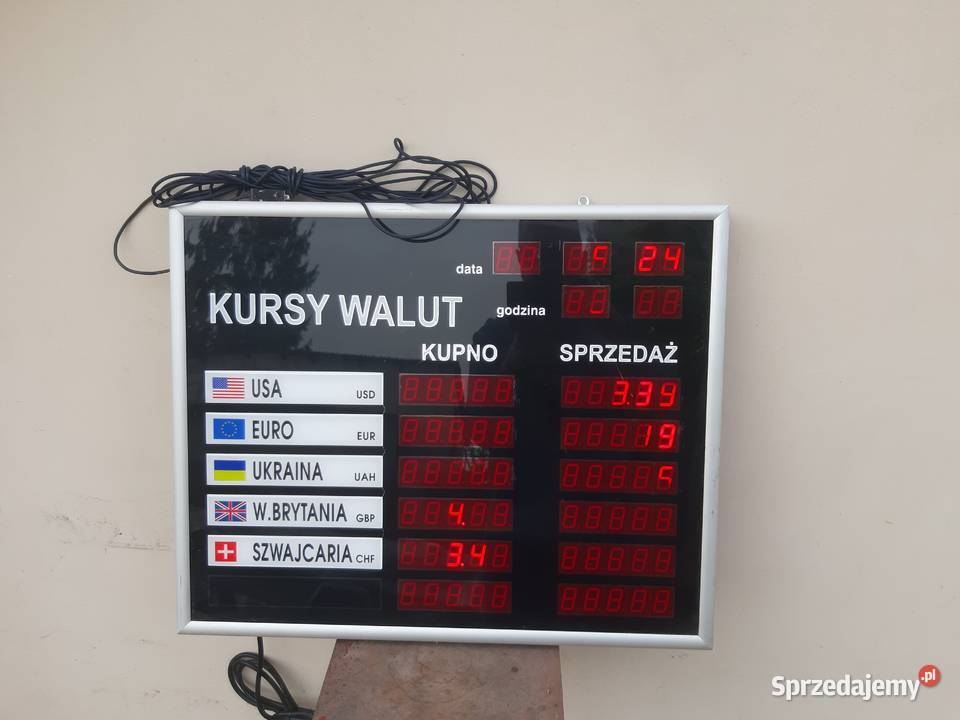 data 5 24
KURSY WALUT godzina
KUPNO SPRZEDAŻ
USA USD 3.39
EURO EUR 19
UKRAINA UAH 5
W.BRYTANIA GBP 4.
SZWAJCARIA CHF 3.4
Sprzedajemy.pl